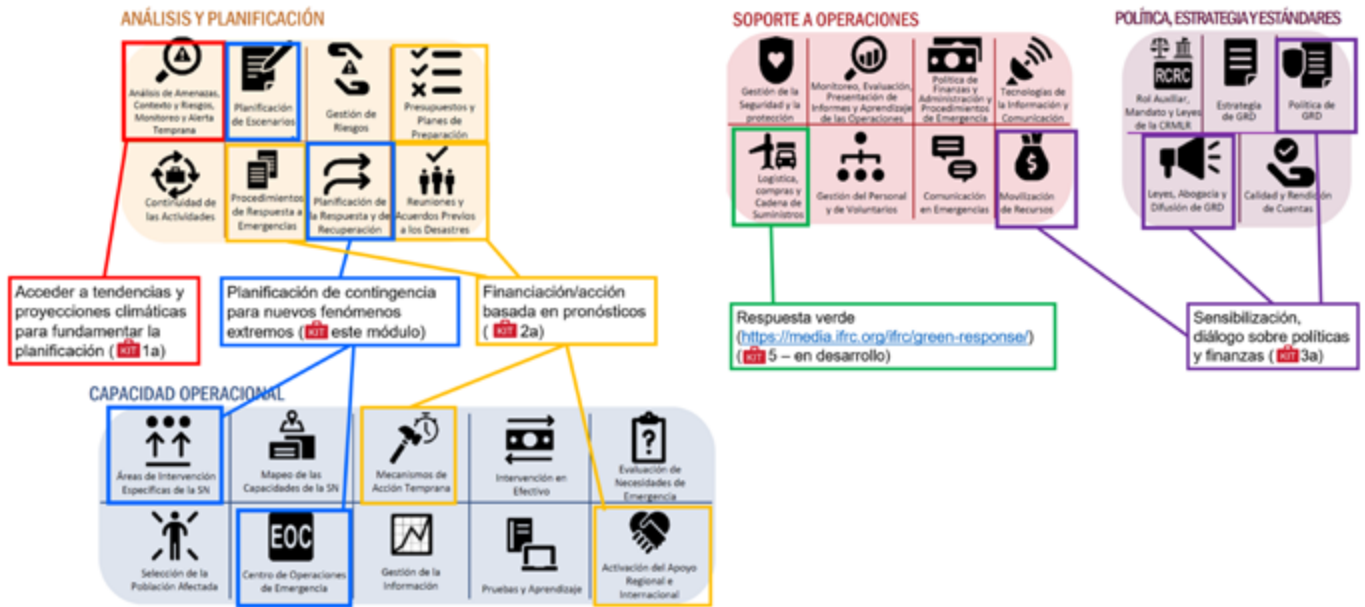 ANÁLISIS Y PLANIFICACIÓN
Análisis de Amenazas,
Contexto y Riesgos,
Monitoreo y Alerta
Temprana
Planificación
de Escenarios
Gestión de
Riesgos
Presupuestos y
Planes de
Preparación
Continuidad de
las Actividades
Procedimientos
de Respuesta a
Emergencias
Planificación de
la Respuesta y de
Recuperación
Reuniones y
Acuerdos Previos
a los Desastres
SOPORTE A OPERACIONES
Gestión de la
Seguridad y la
protección
Monitoreo, Evaluación,
Presentación de
Informes y Aprendizaje
de las Operaciones
Política de
Finanzas y
Administración y
Procedimientos
de Emergencia
Tecnologías de
la Información y
Comunicación
Logística,
compras y
Cadena de
Suministros
Gestión del Personal
y de Voluntarios
Comunicación
en Emergencias
$
Movilización
de Recursos
POLÍTICA, ESTRATEGIA Y ESTÁNDARES
RCRC
Rol Auxiliar,
Mandato y Leyes
de la CRMLR
Estrategia
de GRD
Política de
GRD
Leyes, Abogacía y
Difusión de GRD
Calidad y Rendición
de Cuentas
Acceder a tendencias y
proyecciones climáticas
para fundamentar la
planificación (KIT 1a)
Planificación de contingencia
para nuevos fenómenos
extremos (KIT este módulo)
Financiación/acción
basada en pronósticos
( KIT 2a)
Respuesta verde
(https://media.ifrc.org/ifrc/green-response/)
(KIT 5 – en desarrollo)
Sensibilización,
diálogo sobre políticas
y finanzas ( KIT 3a)
CAPACIDAD OPERACIONAL
Áreas de Intervención
Específicas de la SN
Mapeo de las
Capacidades de la SN
Mecanismos de
Acción Temprana
Intervención en
Efectivo
?
Evaluación de
Necesidades de
Emergencia
Selección de la
Población Afectada
EOC
Centro de Operaciones
de Emergencia
Gestión de la
Información
Pruebas y Aprendizaje
Activación del Apoyo
Regional e
Internacional